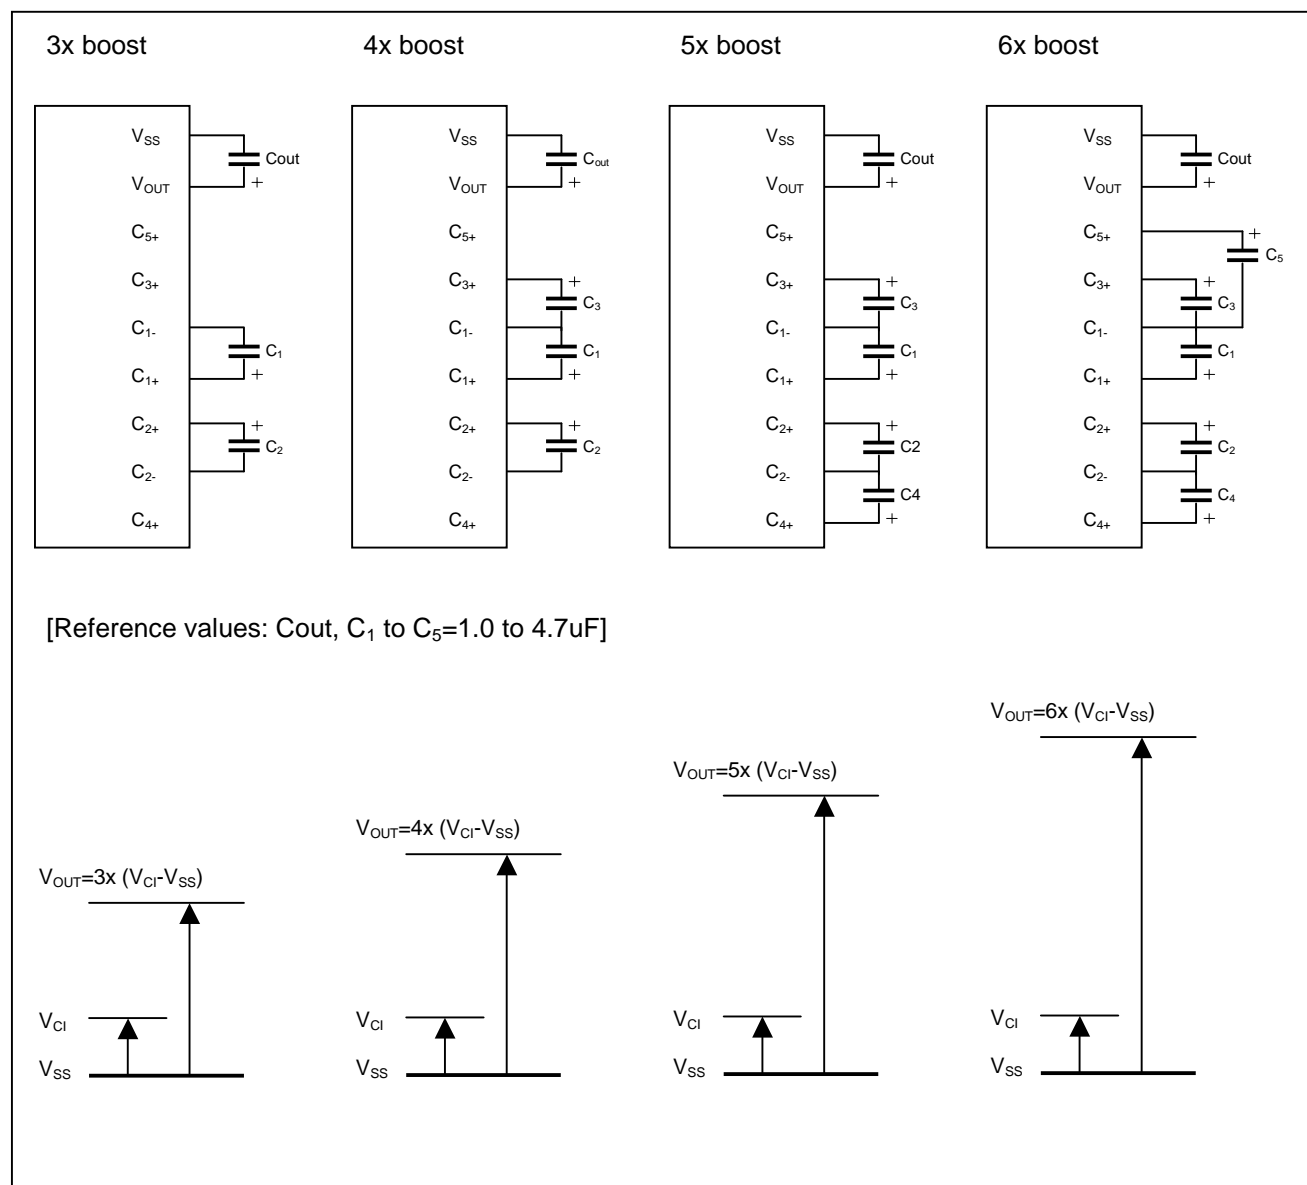 3x boost
4x boost
5x boost
6x boost
VSS
Cout
VOUT
+
C5+
C3+
C1-
C1
C1+
+
C2+
+
C2
C2-
C4+
VSS
Cout
VOUT
+
C5+
C3+
+
C3
C1-
C1
C1+
+
C2+
+
C2
C2-
C4+
VSS
Cout
VOUT
+
C5+
C3+
+
C3
C1-
C1
C1+
+
C2+
+
C2
C2-
C4
C4+
+
VSS
Cout
VOUT
+
C5+
+
C5
C3+
+
C3
C1-
C1
C1+
+
C2+
+
C2
C2-
C4
C4+
+
[Reference values: Cout, C1 to C5=1.0 to 4.7uF]
VOUT=3x (VCI-VSS)
VCI
VSS
VOUT=4x (VCI-VSS)
VCI
VSS
VOUT=5x (VCI-VSS)
VCI
VSS
VOUT=6x (VCI-VSS)
VCI
VSS